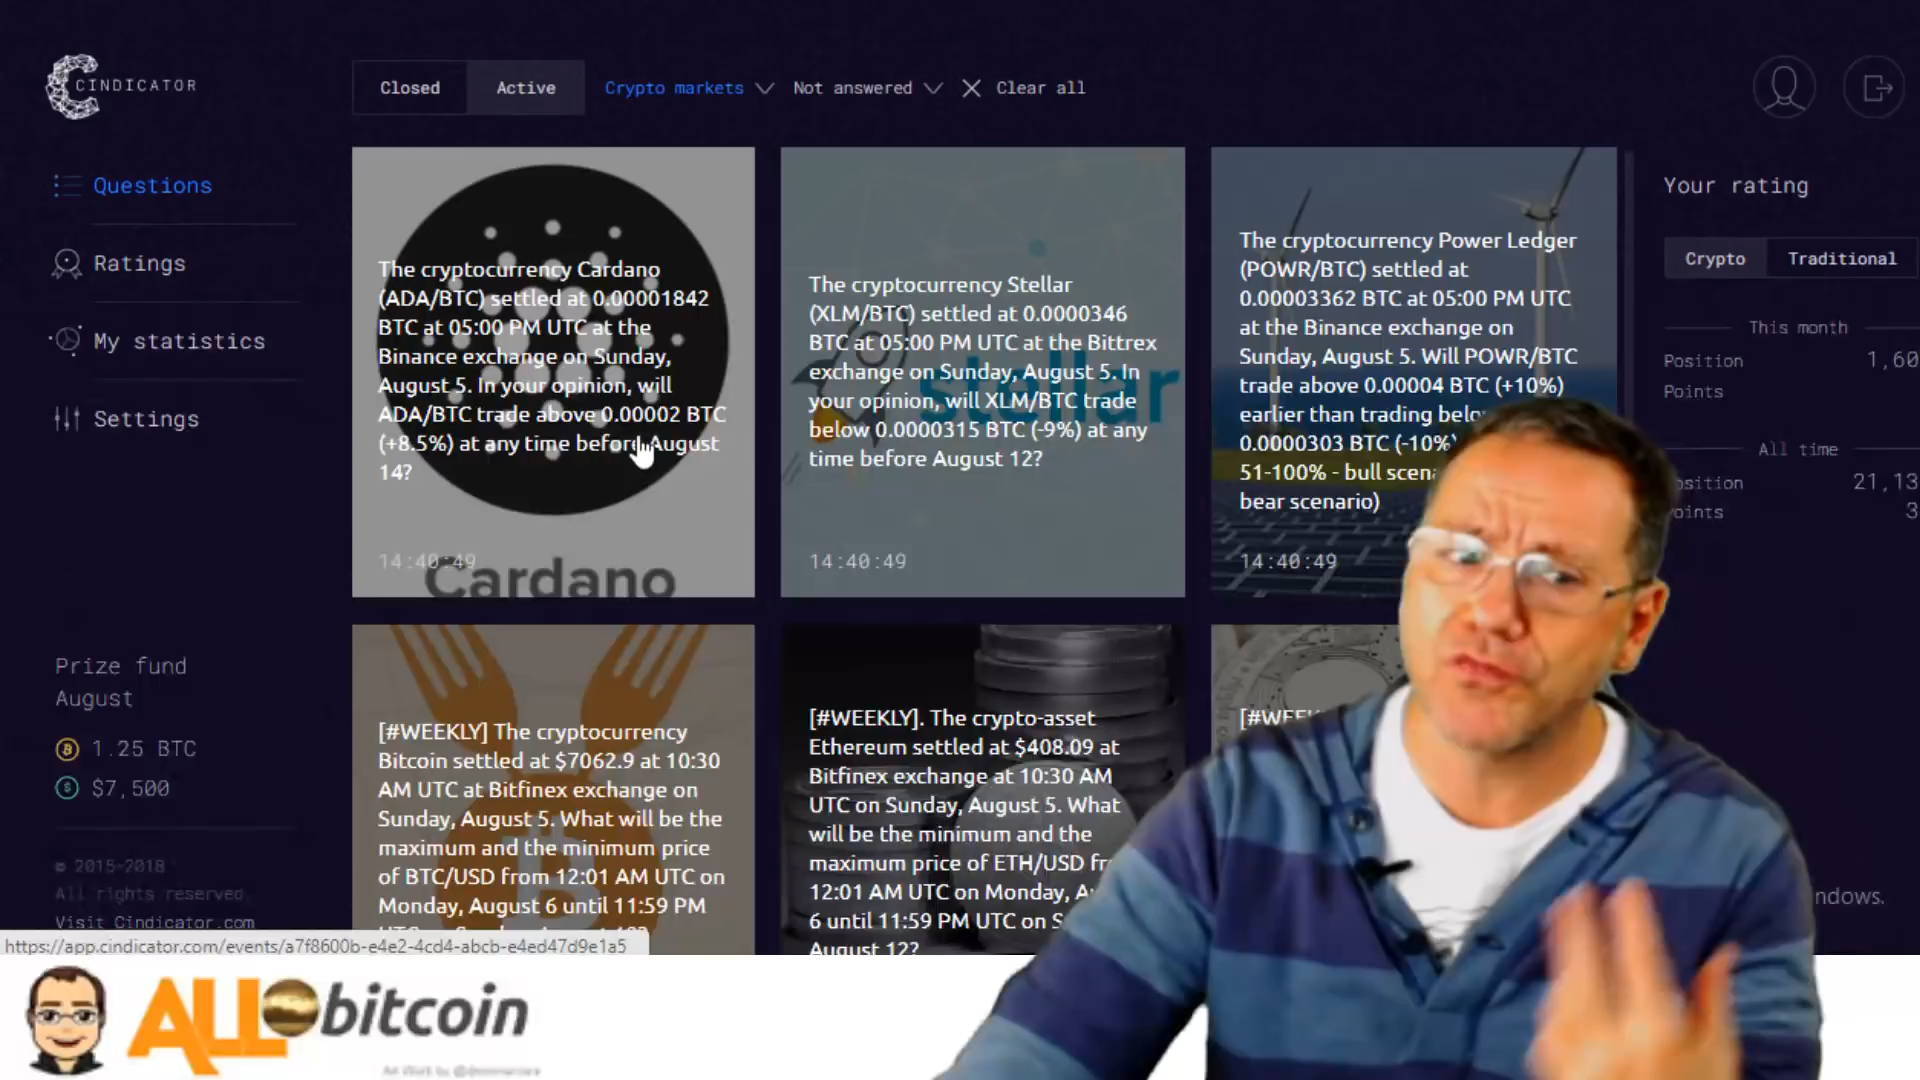 CINDICATOR
Closed
Active
Crypto markets
Not answered
Clear all
Questions
Ratings
My statistics
Settings
Prize fund
August
1.25 BTC
$7,500
© 2015-2018
All rights reserved.
Visit Cindicator.com
The cryptocurrency Cardano
(ADA/BTC) settled at 0.00001842
BTC at 05:00 PM UTC at the
Binance exchange on Sunday,
August 5. In your opinion, will
ADA/BTC trade above 0.00002 BTC
(+8.5%) at any time before August
14?
14:40:49
Cardano
The cryptocurrency Stellar
(XLM/BTC) settled at 0.0000346
BTC at 05:00 PM UTC at the Bittrex
exchange on Sunday, August 5. In
your opinion, will XLM/BTC trade
below 0.0000315 BTC (-9%) at any
time before August 12?
stellar
14:40:49
The cryptocurrency Power Ledger
(POWR/BTC) settled at
0.00003362 BTC at 05:00 PM UTC
at the Binance exchange on
Sunday, August 5. Will POWR/BTC
trade above 0.00004 BTC (+10%)
earlier than trading
0.0000303 BTC (-10%)
51-100% - bull
bear scenario)
14:40:49
[#WEEKLY] The cryptocurrency
Bitcoin settled at $7062.9 at 10:30
AM UTC at Bitfinex exchange on
Sunday, August 5. What will be the
maximum and the minimum price
of BTC/USD from 12:01 AM UTC on
Monday, August 6 until 11:59 PM
[#WEEKLY]. The crypto-asset
Ethereum settled at $408.09 at
Bitfinex exchange at 10:30 AM
UTC on Sunday, August 5. What
will be the minimum and the
maximum price of ETH/USD
12:01 AM UTC on Monday,
6 until 11:59 PM UTC on
August 12?
Your rating
Crypto
Traditional
This month
Position
1,60
Points
All time
21,13
3
https://app.cindicator.com/events/a7f8600b-e4e2-4cd4-abcb-e4ed47d9e1a5
ALL
bitcoin